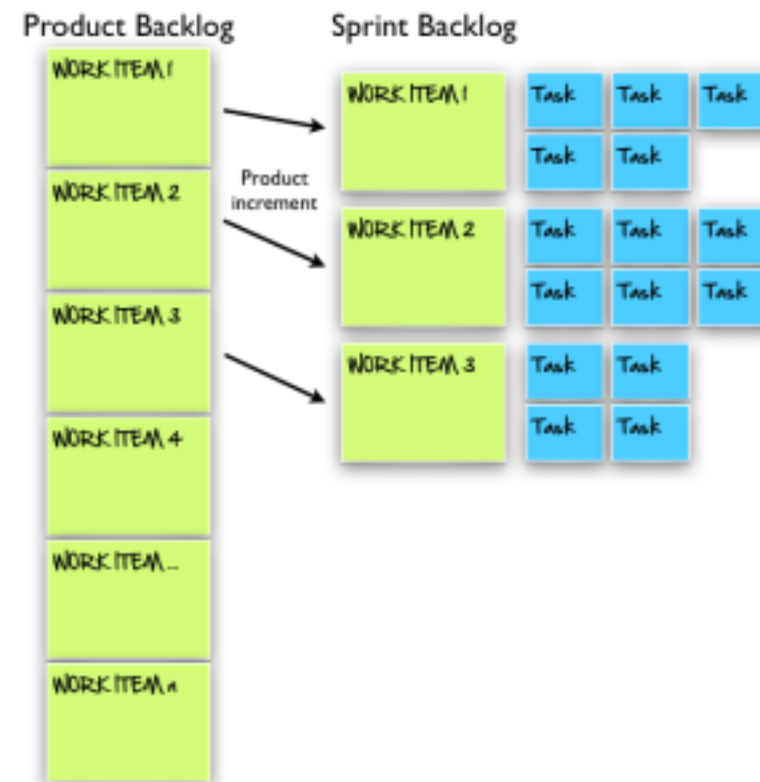 Product Backlog
Sprint Backlog
WORK ITEM 1
WORK ITEM 2
WORK ITEM 3
WORK ITEM 4
WORK ITEM ...
WORK ITEM n
Product
increment
WORK ITEM 1
Task Task Task
Task Task
WORK ITEM 2
Task Task Task
Task Task Task
WORK ITEM 3
Task Task
Task Task